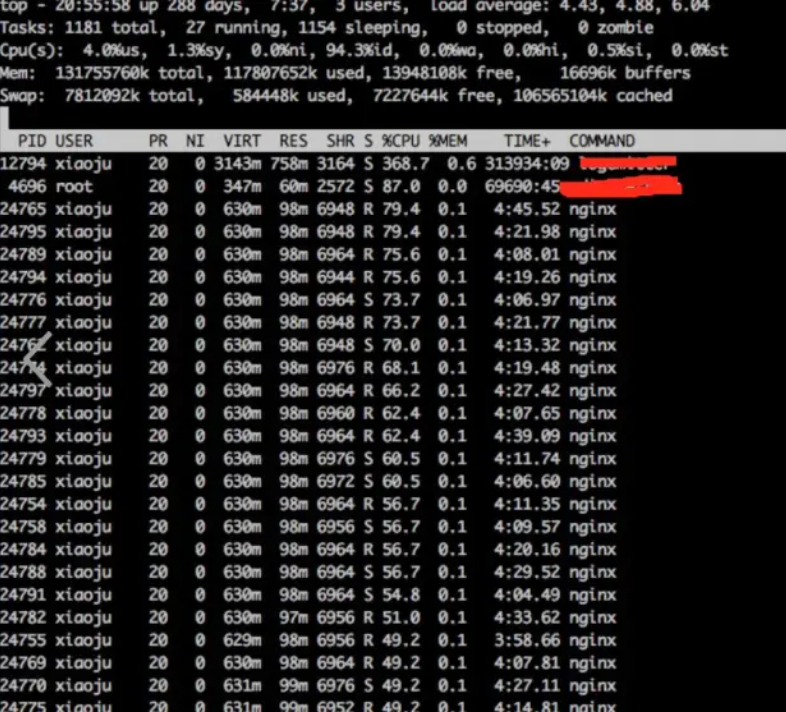 top - 20:55:58 up 288 days, 7:37, 3 users, load average: 4.43, 4.88, 6.04
Tasks: 1181 total, 27 running, 1154 sleeping, 0 stopped, 0 zombie
Cpu(s): 4.0%us, 1.3%sy, 0.0%ni, 94.3%id, 0.0%wa, 0.0%hi, 0.5%si, 0.0%st
Mem: 131755760k total, 117807652k used, 13948108k free, 16696k buffers
Swap: 7812092k total, 584448k used, 7227644k free, 106565104k cached
PID USER PR NI VIRT RES SHR S %CPU %MEM TIME+ COMMAND
12794 xiaoju 20 0 3143m 758m 3164 S 368.7 0.6 313934:09
4696 root 20 0 347m 60m 2572 S 87.0 0.0 69690:45
24765 xiaoju 20 0 630m 98m 6948 R 79.4 0.1 4:45.52 nginx
24795 xiaoju 20 0 630m 98m 6948 R 79.4 0.1 4:21.98 nginx
24789 xiaoju 20 0 630m 98m 6964 R 75.6 0.1 4:08.01 nginx
24794 xiaoju 20 0 630m 98m 6944 R 75.6 0.1 4:19.26 nginx
24776 xiaoju 20 0 630m 98m 6964 S 73.7 0.1 4:06.97 nginx
24777 xiaoju 20 0 630m 98m 6948 R 73.7 0.1 4:21.77 nginx
xiaoju 20 0 630m 98m 6948 S 70.0 0.1 4:13.32 nginx
xiaoju 20 0 630m 98m 6976 R 68.1 0.1 4:19.48 nginx
24797 xiaoju 20 0 630m 98m 6964 R 66.2 0.1 4:27.42 nginx
24778 xiaoju 20 0 630m 98m 6960 R 62.4 0.1 4:07.65 nginx
24793 xiaoju 20 0 630m 98m 6964 R 62.4 0.1 4:39.09 nginx
24779 xiaoju 20 0 630m 98m 6976 S 60.5 0.1 4:11.74 nginx
24785 xiaoju 20 0 630m 98m 6972 S 60.5 0.1 4:06.60 nginx
24754 xiaoju 20 0 630m 98m 6964 R 56.7 0.1 4:11.35 nginx
24758 xiaoju 20 0 630m 98m 6956 S 56.7 0.1 4:09.57 nginx
24784 xiaoju 20 0 630m 98m 6964 R 56.7 0.1 4:20.16 nginx
24788 xiaoju 20 0 630m 98m 6964 S 56.7 0.1 4:29.52 nginx
24791 xiaoju 20 0 630m 98m 6964 S 54.8 0.1 4:04.49 nginx
24782 xiaoju 20 0 630m 97m 6956 R 51.0 0.1 4:33.62 nginx
24755 xiaoju 20 0 629m 98m 6956 R 49.2 0.1 3:58.66 nginx
24769 xiaoju 20 0 630m 98m 6964 R 49.2 0.1 4:07.81 nginx
24770 xiaoju 20 0 631m 99m 6976 S 49.2 0.1 4:27.11 nginx
24775 xiaoju 20 0 631m 99m 6952 R 49.2 0.1 4:14.81 nginx